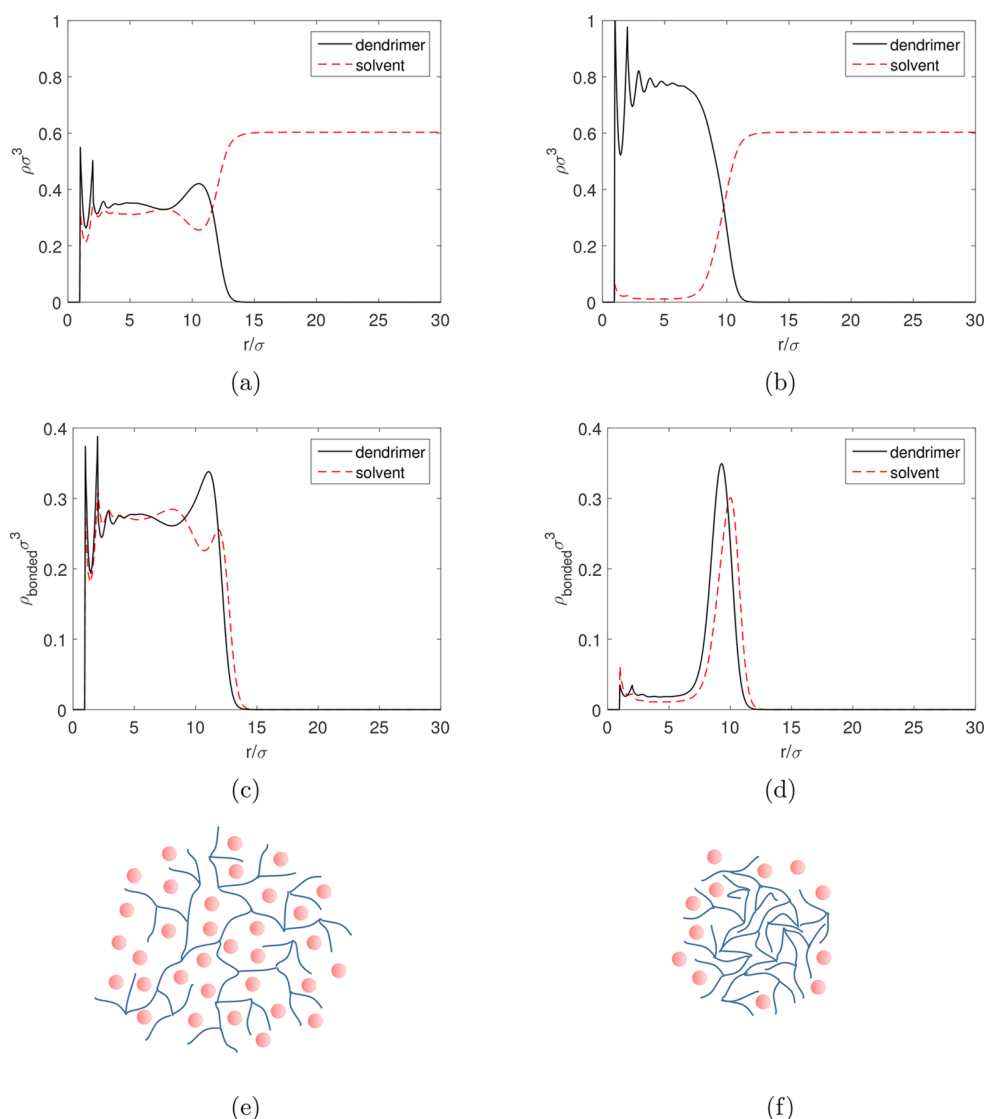 1
0.8
0.6
0.4
0.2
0
ρσ³
dendrimer
solvent
0 5 10 15 20 25 30
r/σ
(a)
1
0.8
0.6
0.4
0.2
0
ρσ³
dendrimer
solvent
0 5 10 15 20 25 30
r/σ
(b)
0.4
0.3
0.2
0.1
0
ρbondedσ³
dendrimer
solvent
0 5 10 15 20 25 30
r/σ
(c)
0.4
0.3
0.2
0.1
0
ρbondedσ³
dendrimer
solvent
0 5 10 15 20 25 30
r/σ
(d)
(e)
(f)